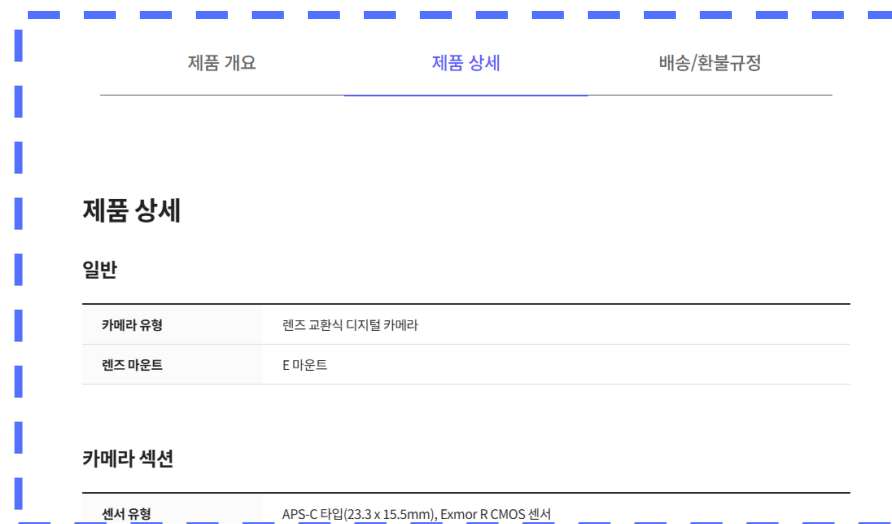 제품 개요
제품 상세
배송/환불규정
제품 상세
일반
카메라 유형 렌즈 교환식 디지털 카메라
렌즈 마운트 E 마운트
카메라 섹션
센서 유형 APS-C 타입(23.3 x 15.5mm), Exmor R CMOS 센서